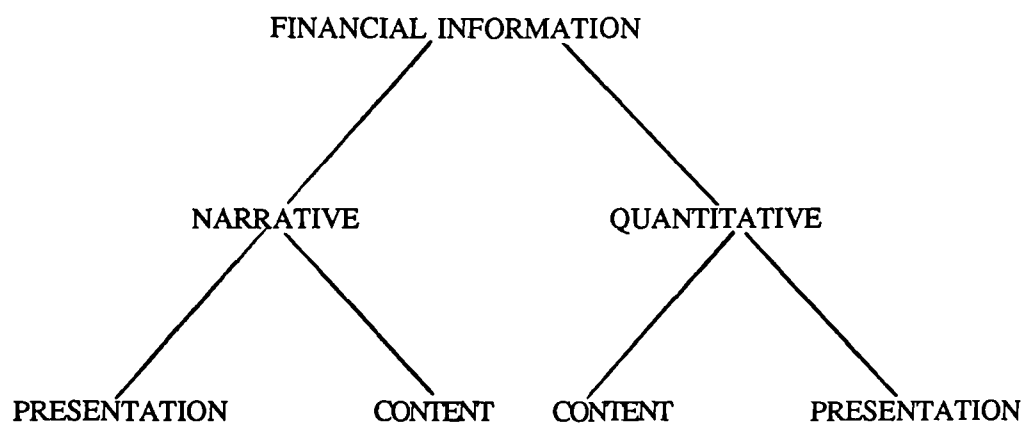 FINANCIAL INFORMATION
NARRATIVE QUANTITATIVE
PRESENTATION CONTENT CONTENT PRESENTATION